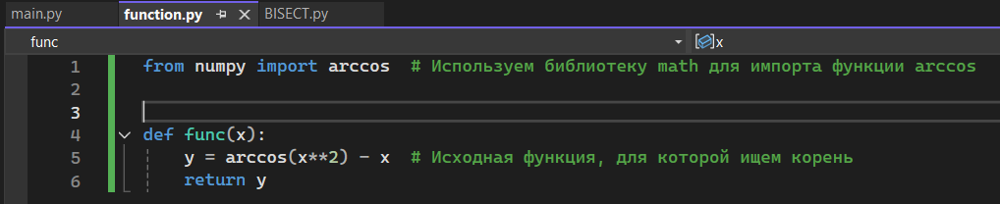 main.py function.py BISECT.py
func x
1 from numpy import arccos # Используем библиотеку math для импорта функции arccos
2
3
4 def func(x):
5 y = arccos(x**2) - x # Исходная функция, для которой ищем корень
6 return y